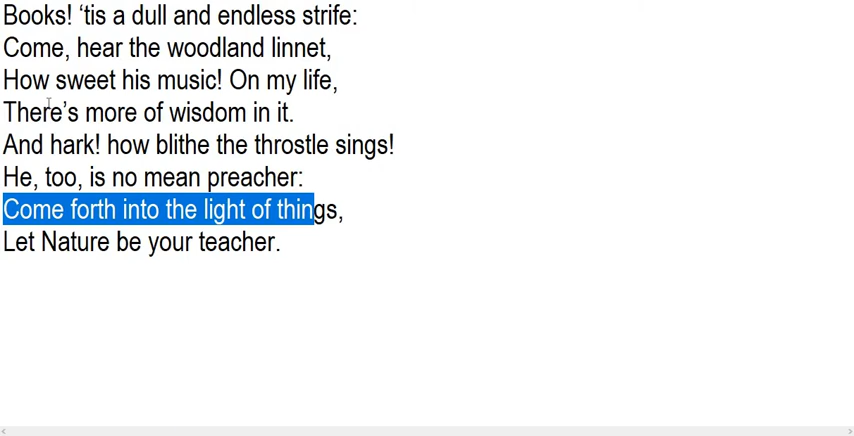 Books! ‘tis a dull and endless strife:
Come, hear the woodland linnet,
How sweet his music! On my life,
There’s more of wisdom in it.
And hark! how blithe the throstle sings!
He, too, is no mean preacher:
Come forth into the light of things,
Let Nature be your teacher.